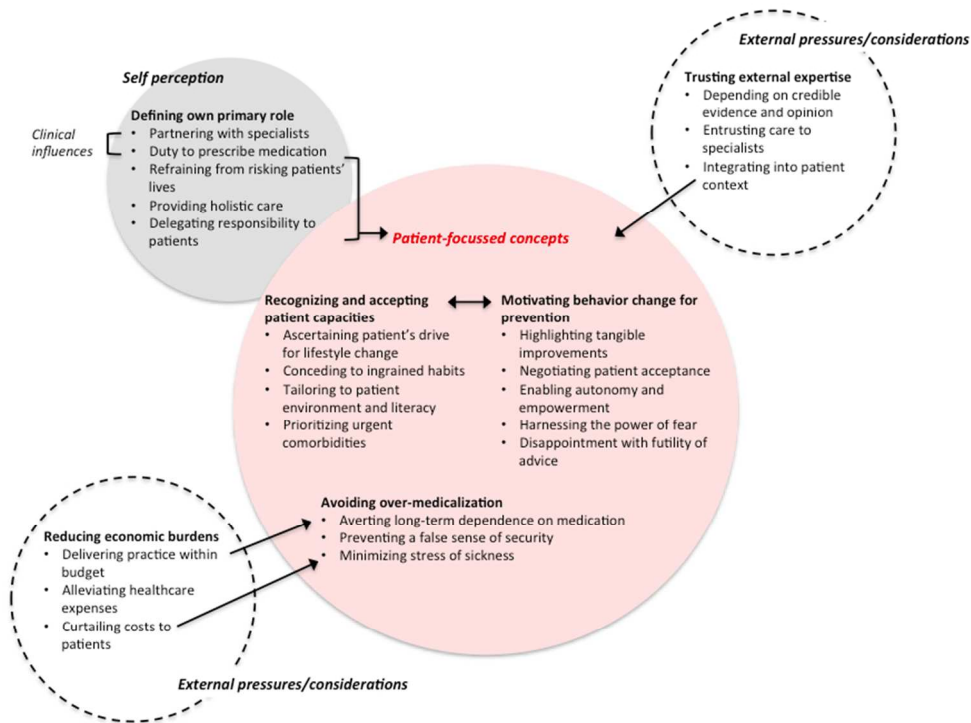 External pressures/considerations
Self perception
Trusting external expertise
• Depending on credible
evidence and opinion
• Entrusting care to
specialists
• Integrating into patient
context
Defining own primary role
Clinical
influences
• Partnering with specialists
• Duty to prescribe medication
• Refraining from risking patients'
lives
• Providing holistic care
• Delegating responsibility to
patients
Patient-focussed concepts
Recognizing and accepting
patient capacities
• Ascertaining patient's drive
for lifestyle change
• Conceding to ingrained habits
• Tailoring to patient
environment and literacy
• Prioritizing urgent
comorbidities
Motivating behavior change for
prevention
• Highlighting tangible
improvements
• Negotiating patient acceptance
• Enabling autonomy and
empowerment
• Harnessing the power of fear
• Disappointment with futility of
advice
Avoiding over-medicalization
• Averting long-term dependence on medication
• Preventing a false sense of security
• Minimizing stress of sickness
Reducing economic burdens
• Delivering practice within
budget
• Alleviating healthcare
expenses
• Curtailing costs to
patients
External pressures/considerations